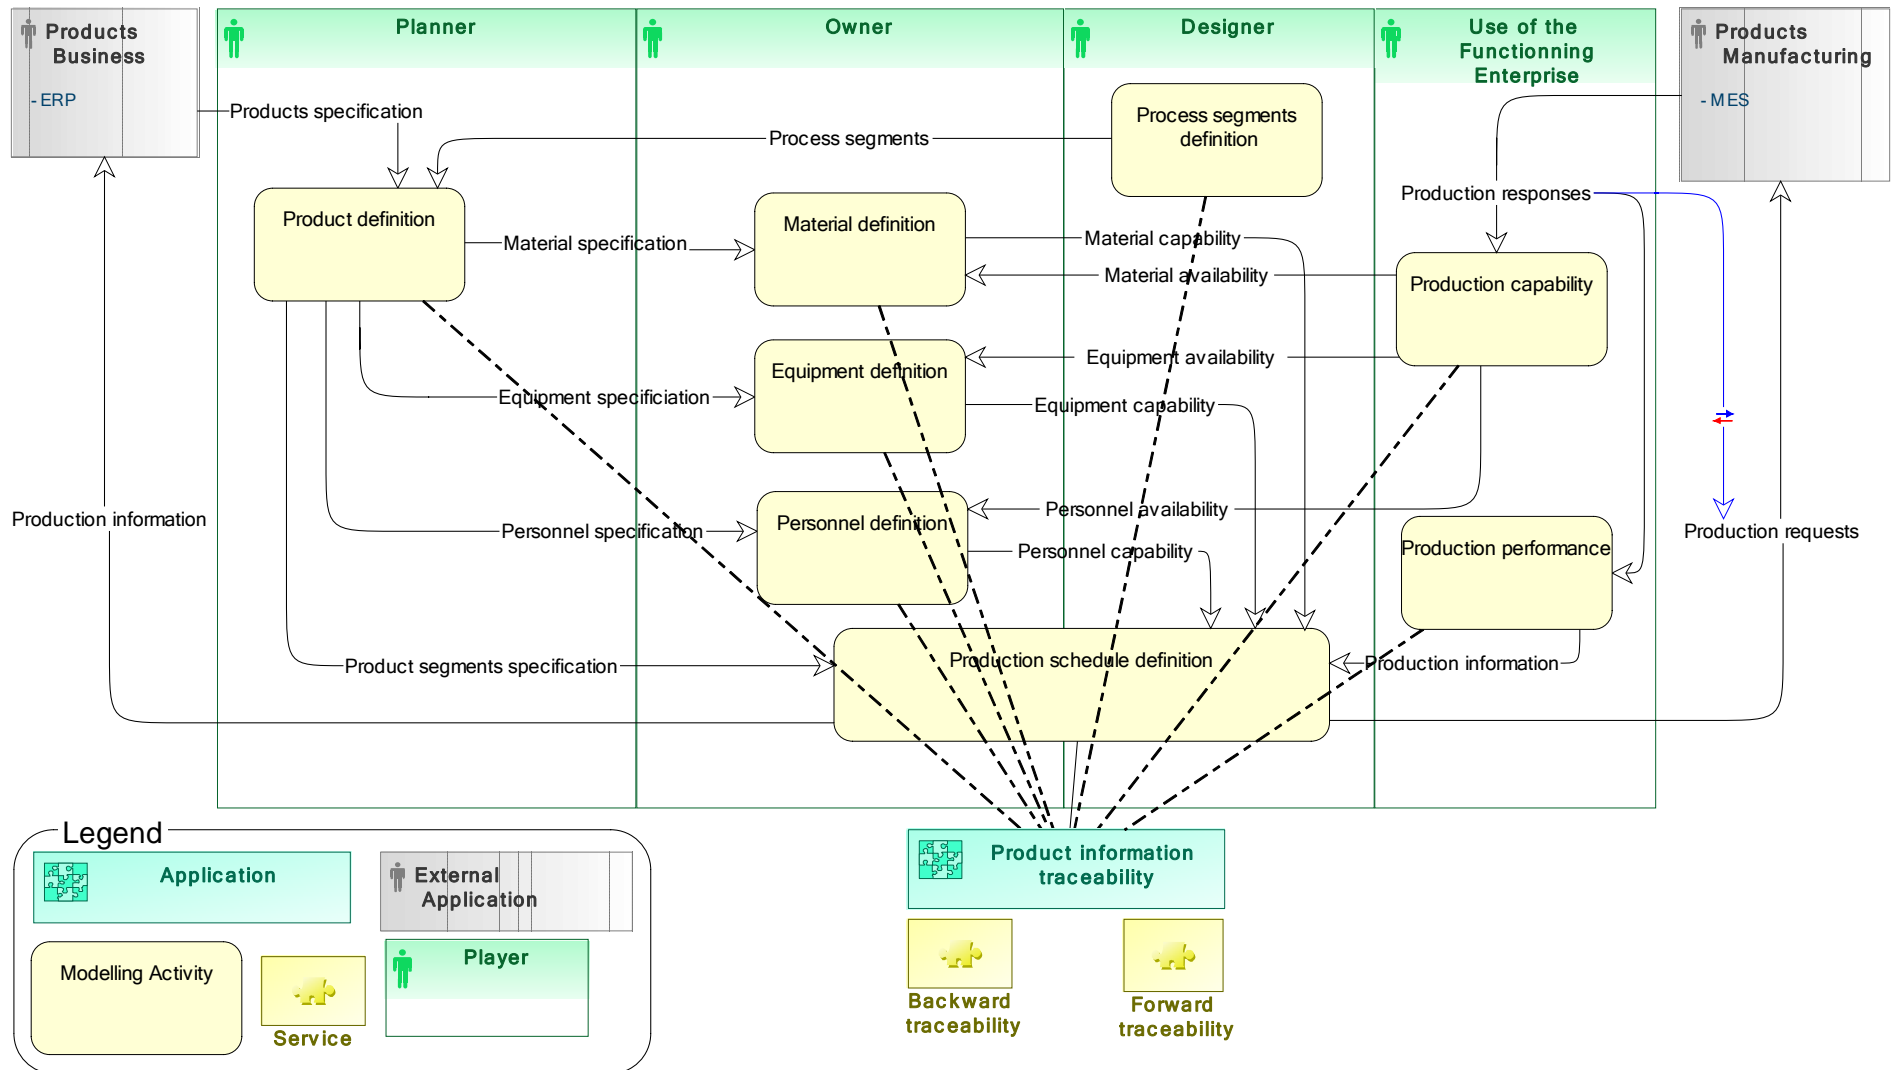 Products
Business
- ERP
Planner
Owner
Designer
Use of the
Functionning
Enterprise
Products
Manufacturing
- MES
Products specification
Process segments
Process segments
definition
Production responses
Product definition
Material specification
Material definition
Material capability
Material availability
Production capability
Equipment specificiation
Equipment definition
Equipment availability
Equipment capability
Production information
Personnel specification
Personnel definition
Personnel availability
Personnel capability
Production performance
Production requests
Product segments specification
Production schedule definition
Production information
Legend
Application
External
Application
Modelling Activity
Service
Player
Product information
traceability
Backward
traceability
Forward
traceability